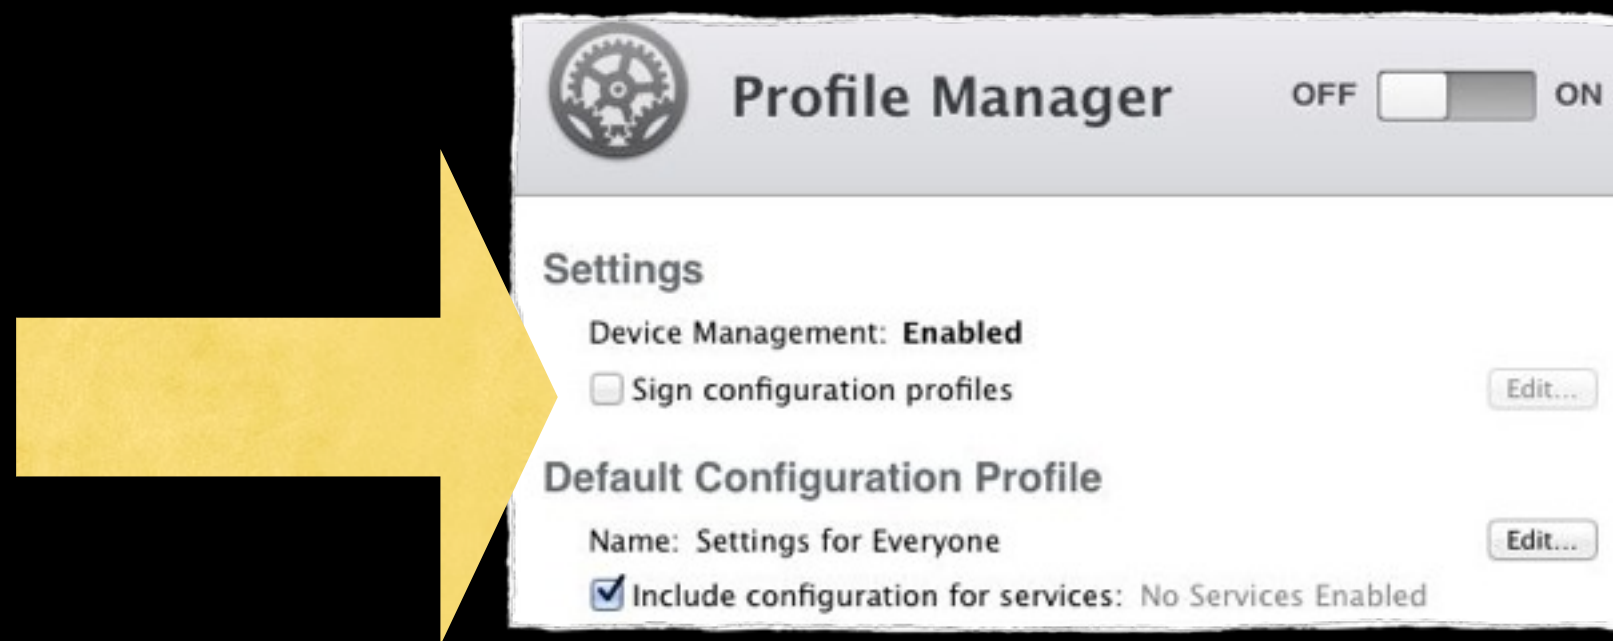 Profile Manager OFF ON
Settings
Device Management: Enabled
Sign configuration profiles Edit...
Default Configuration Profile
Name: Settings for Everyone Edit...
Include configuration for services: No Services Enabled